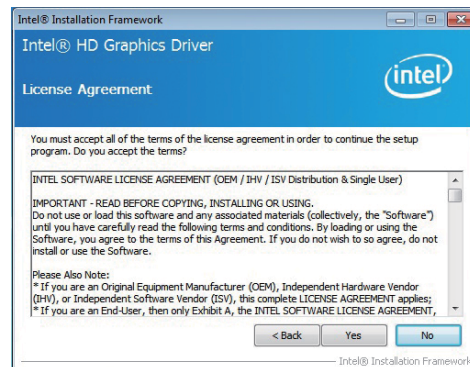 Intel® Installation Framework
Intel® HD Graphics Driver
intel
License Agreement
You must accept all of the terms of the license agreement in order to continue the setup
program. Do you accept the terms?
INTEL SOFTWARE LICENSE AGREEMENT (OEM / IHV / ISV Distribution & Single User)
IMPORTANT - READ BEFORE COPYING, INSTALLING OR USING.
Do not use or load this software and any associated materials (collectively, the "Software")
until you have carefully read the following terms and conditions. By loading or using the
Software, you agree to the terms of this Agreement. If you do not wish to so agree, do not
install or use the Software.
Please Also Note:
* If you are an Original Equipment Manufacturer (OEM), Independent Hardware Vendor
(IHV), or Independent Software Vendor (ISV), this complete LICENSE AGREEMENT applies;
* If you are an End-User, then only Exhibit A, the INTEL SOFTWARE LICENSE AGREEMENT,
< Back Yes No
Intel® Installation Framework